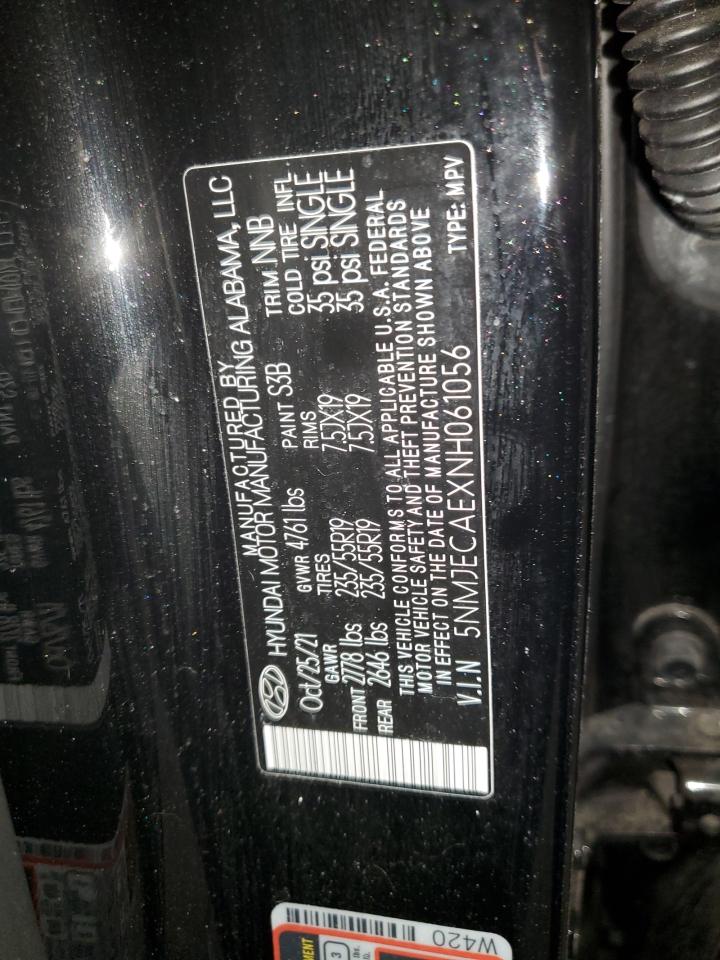 MANUFACTURED BY
HYUNDAI MOTOR MANUFACTURING ALABAMA, LLC
Oct/25/21 GVWR 4761 lbs PAINT S3B TRIM NNB
GAWR TIRES RIMS COLD TIRE INFL.
FRONT 2778 lbs 235/55R19 7.5JX19 35 psi SINGLE
REAR 2646 lbs 235/55R19 7.5JX19 35 psi SINGLE
THIS VEHICLE CONFORMS TO ALL APPLICABLE U.S.A. FEDERAL
MOTOR VEHICLE SAFETY AND THEFT PREVENTION STANDARDS
IN EFFECT ON THE DATE OF MANUFACTURE SHOWN ABOVE
V.I.N 5NMJECAEXNH061056 TYPE: MPV
W420
3